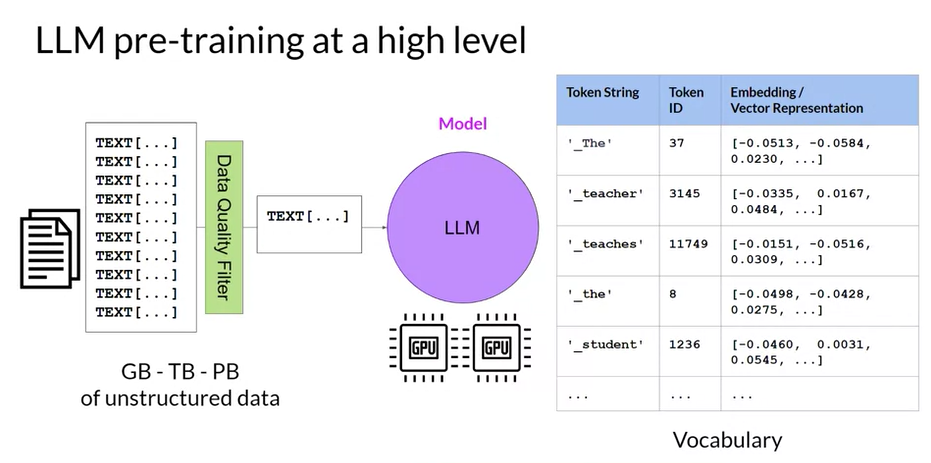 LLM pre-training at a high level
TEXT[...]
TEXT[...]
TEXT[...]
TEXT[...]
TEXT[...]
TEXT[...]
TEXT[...]
TEXT[...]
TEXT[...]
TEXT[...]
GB - TB - PB
of unstructured data
Data Quality Filter
TEXT[...]
Model
LLM
GPU GPU
Token String Token ID Embedding / Vector Representation
'_The' 37 [-0.0513, -0.0584,
0.0230, ...]
'_teacher' 3145 [-0.0335, 0.0167,
0.0484, ...]
'_teaches' 11749 [-0.0151, -0.0516,
0.0309, ...]
'_the' 8 [-0.0498, -0.0428,
0.0275, ...]
'_student' 1236 [-0.0460, 0.0031,
0.0545, ...]
... ... ...
Vocabulary